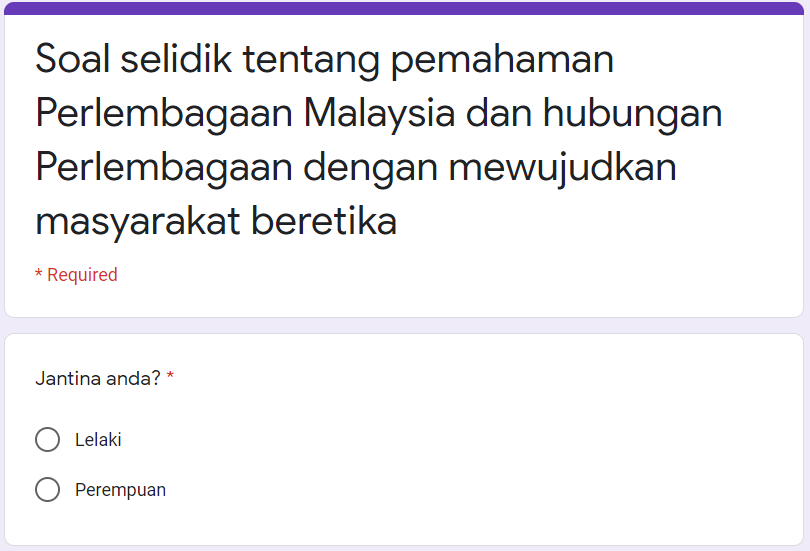 Soal selidik tentang pemahaman
Perlembagaan Malaysia dan hubungan
Perlembagaan dengan mewujudkan
masyarakat beretika
* Required
Jantina anda? *
Lelaki
Perempuan